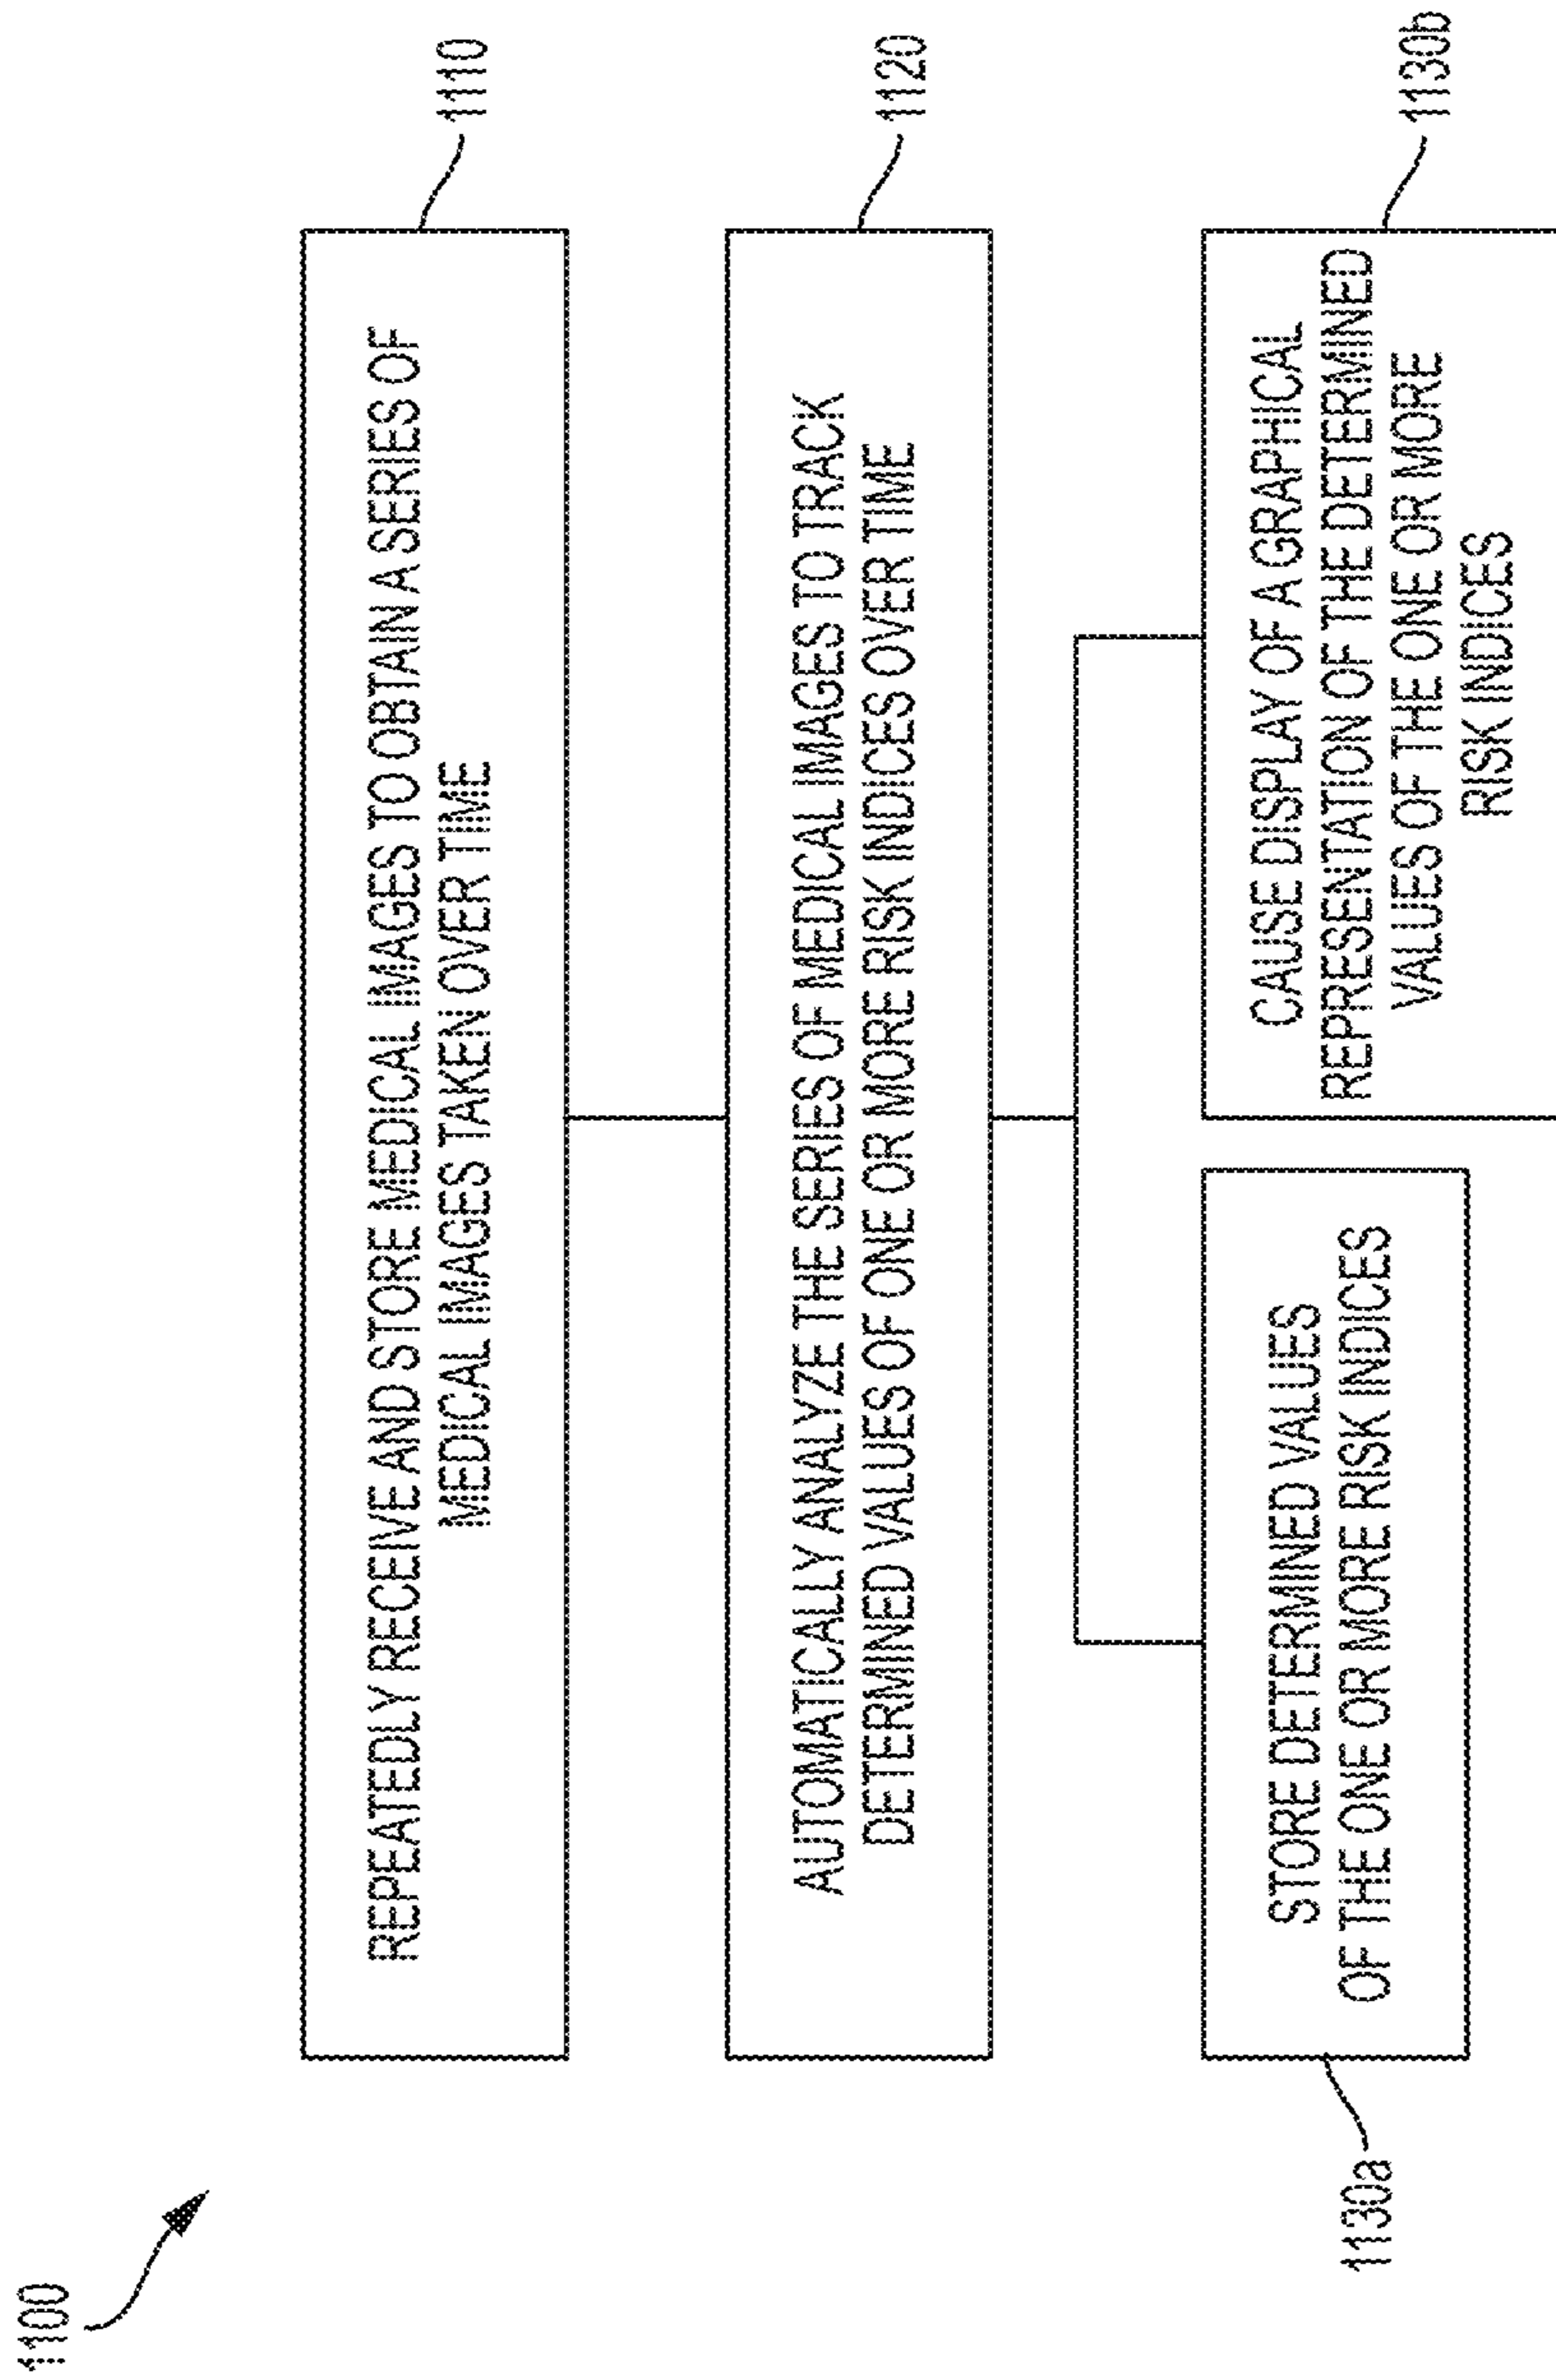 1100
REPEATEDLY RECEIVE AND STORE MEDICAL IMAGES TO OBTAIN A SERIES OF
MEDICAL IMAGES TAKEN OVER TIME
1110
AUTOMATICALLY ANALYZE THE SERIES OF MEDICAL IMAGES TO TRACK
DETERMINED VALUES OF ONE OR MORE RISK INDICES OVER TIME
1120
STORE DETERMINED VALUES
OF THE ONE OR MORE RISK INDICES
1130a
CAUSE DISPLAY OF A GRAPHICAL
REPRESENTATION OF THE DETERMINED
VALUES OF THE ONE OR MORE
RISK INDICES
1130b